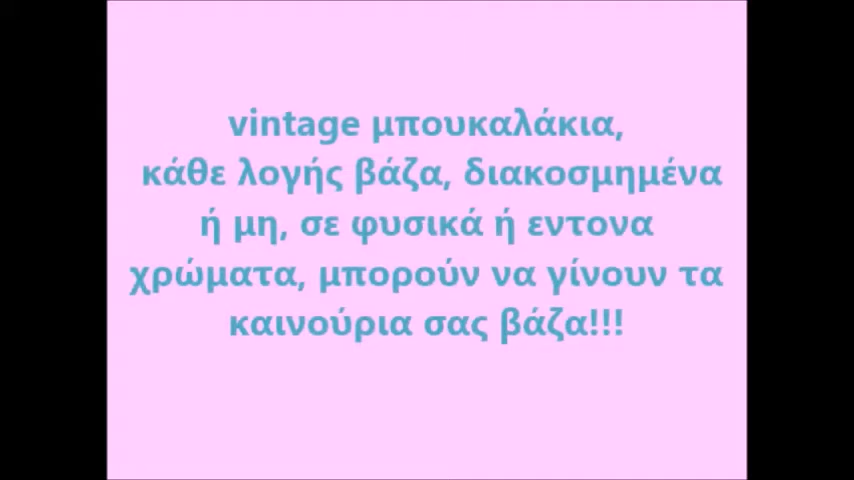 vintage μπουκαλάκια,
κάθε λογής βάζα, διακοσμημένα
ή μη, σε φυσικά ή εντονα
χρώματα, μπορούν να γίνουν τα
καινούρια σας βάζα!!!